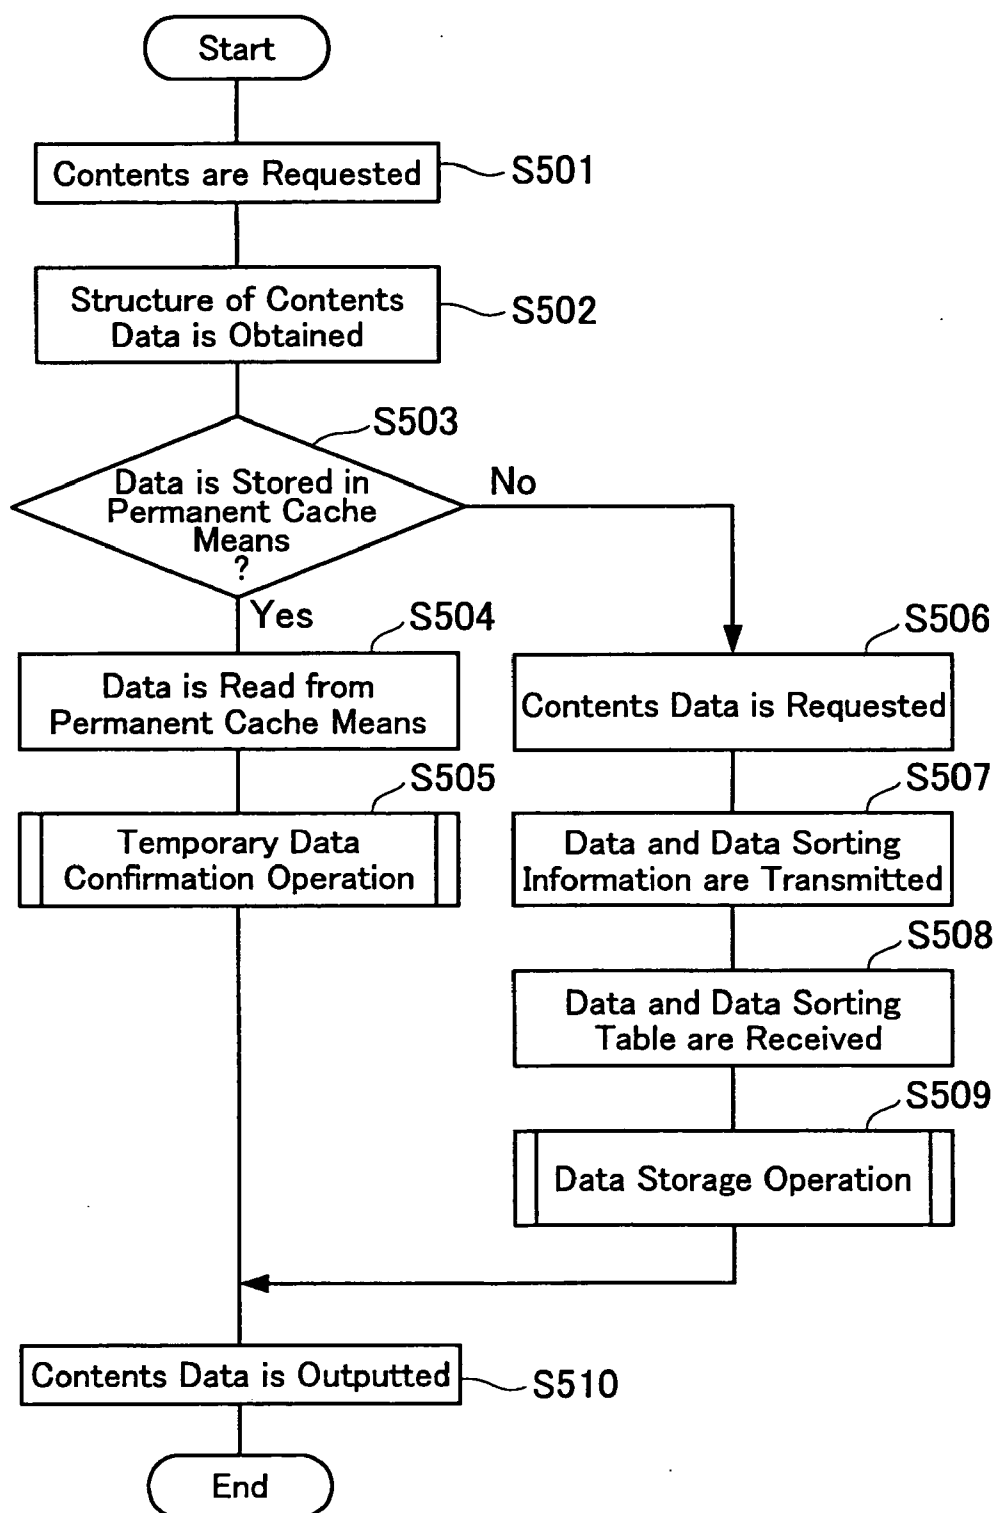 Start
Contents are Requested
S501
Structure of Contents
Data is Obtained
S502
S503
Data is Stored in
Permanent Cache
Means
?
No
Yes
S504
Data is Read from
Permanent Cache Means
S505
Temporary Data
Confirmation Operation
S506
Contents Data is Requested
S507
Data and Data Sorting
Information are Transmitted
S508
Data and Data Sorting
Table are Received
S509
Data Storage Operation
Contents Data is Outputted
S510
End